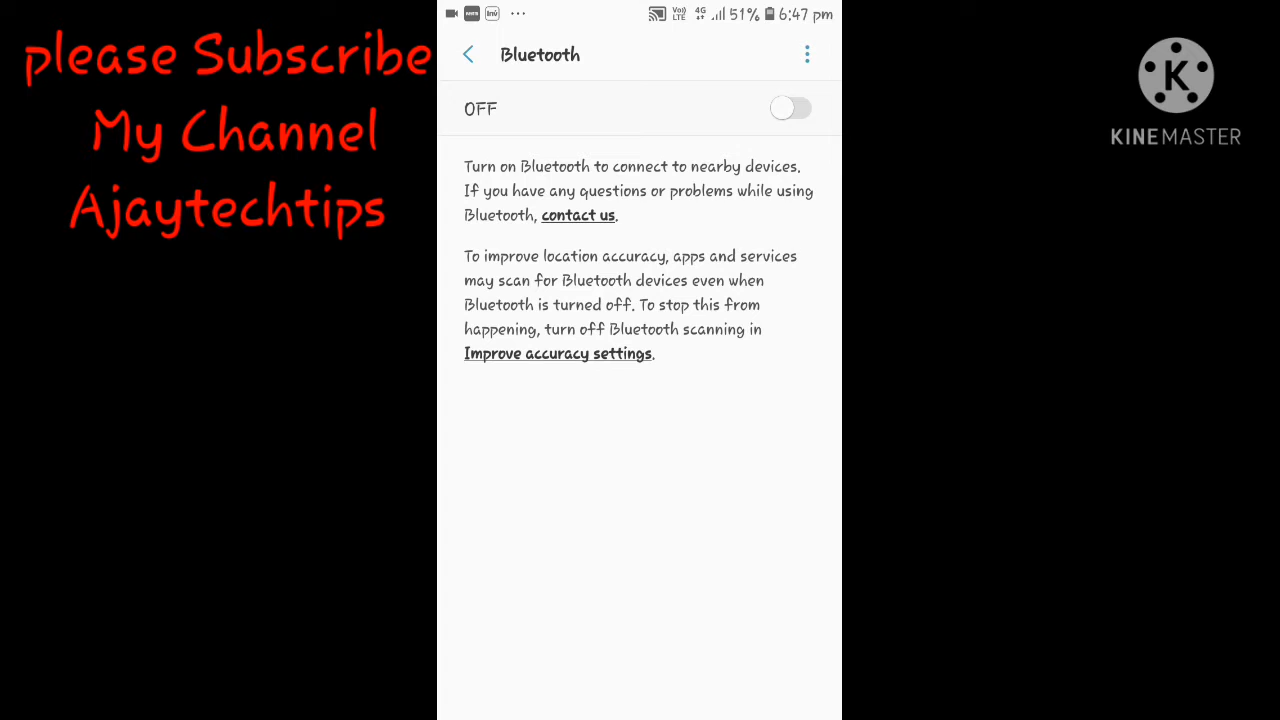 please Subscribe
My Channel
Ajaytechtips
51% 6:47 pm
Bluetooth
OFF
Turn on Bluetooth to connect to nearby devices.
If you have any questions or problems while using
Bluetooth, contact us.
To improve location accuracy, apps and services
may scan for Bluetooth devices even when
Bluetooth is turned off. To stop this from
happening, turn off Bluetooth scanning in
Improve accuracy settings.
KINEMASTER